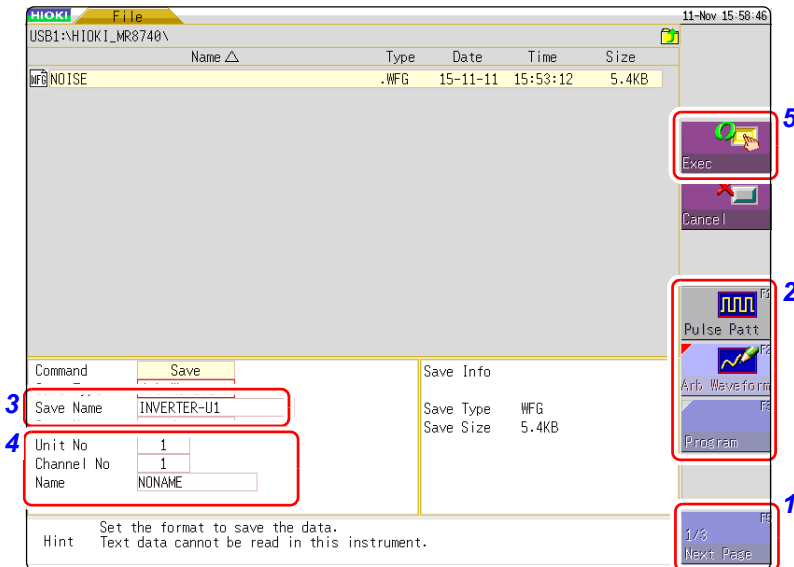 HIOKI File 11-Nov 15:58:46
USB1:\HIOKI_MR8740\
Name △ Type Date Time Size
WFG NOISE .WFG 15-11-11 15:53:12 5.4KB
5
Exec
Cancel
2
F1
Pulse Patt
F2
Arb Waveform
F3
Program
Command Save
3 Save Name INVERTER-U1
4
Unit No 1
Channel No 1
Name NONAME
Save Info
Save Type WFG
Save Size 5.4KB
1
F5
1/3
Next Page
Hint Set the format to save the data.
Text data cannot be read in this instrument.